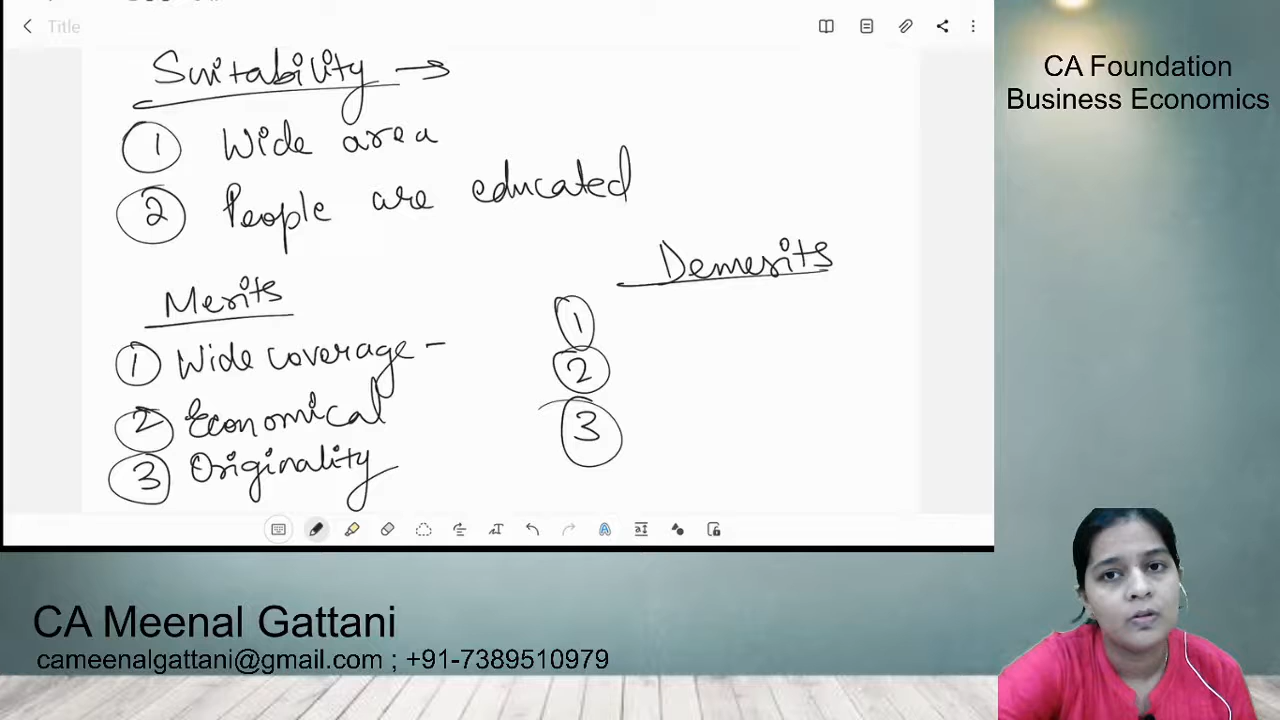 Title
CA Foundation
Business Economics
Suitability →
1 Wide area
2 People are educated
Merits
1 Wide coverage -
2 Economical
3 Originality
Demerits
1
2
3
CA Meenal Gattani
cameenalgattani@gmail.com ; +91-7389510979